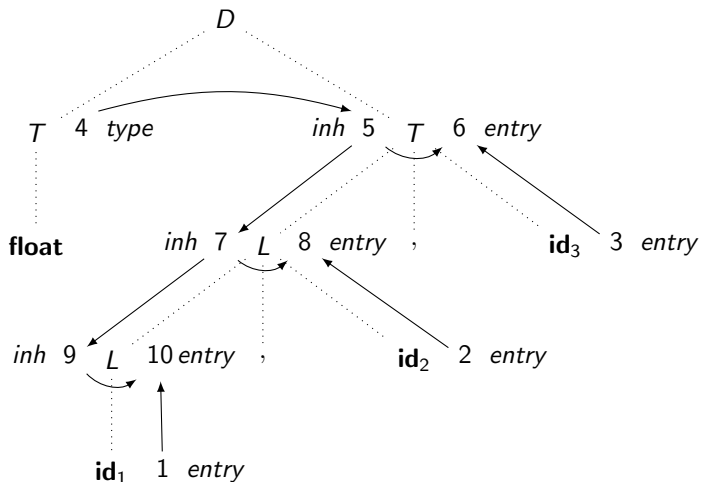 D
T 4 type inh 5 T 6 entry
float inh 7 L 8 entry , id₃ 3 entry
inh 9 L 10 entry , id₂ 2 entry
id₁ 1 entry